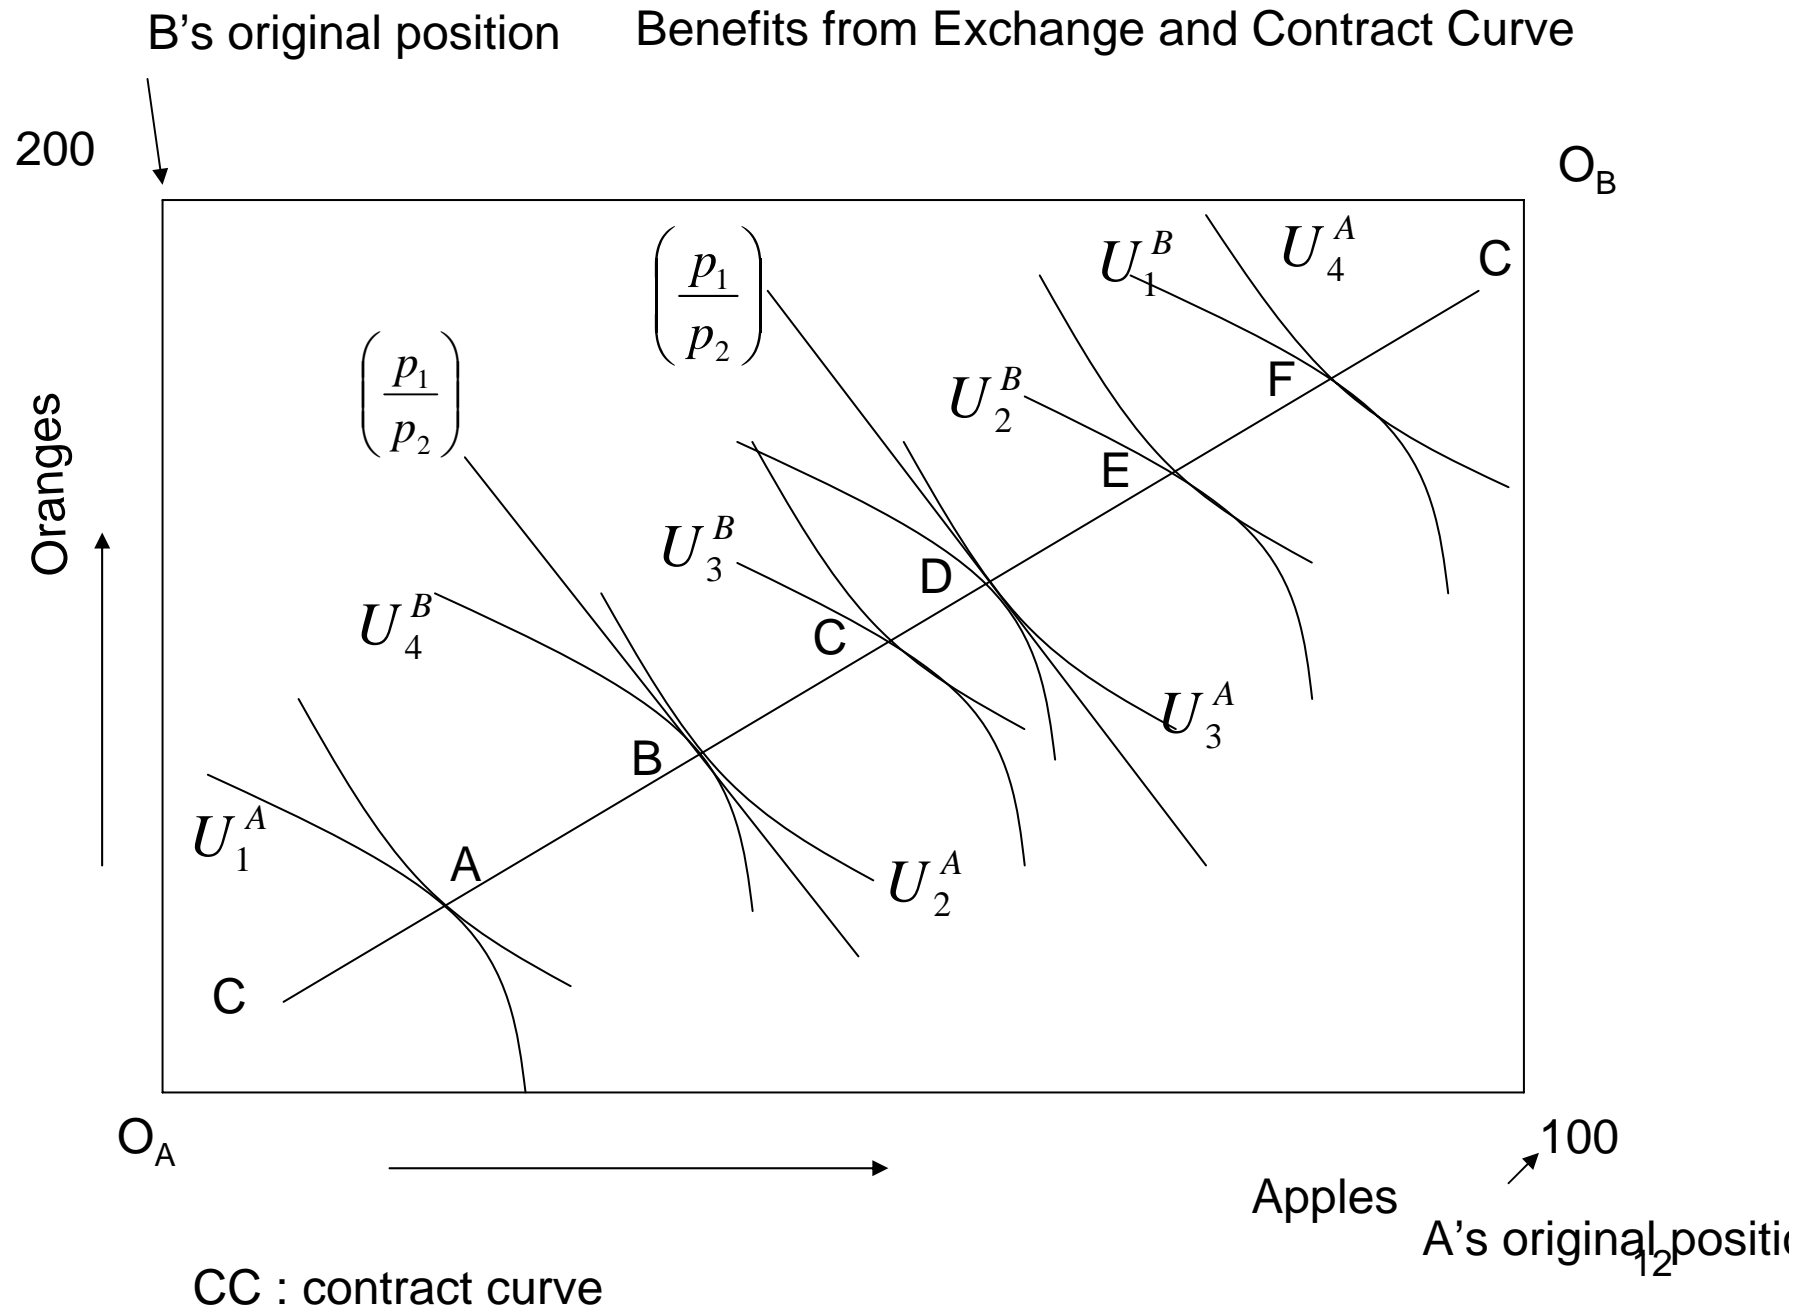 B’s original position
Benefits from Exchange and Contract Curve
200
O_B
(p_1/p_2)
(p_1/p_2)
U_1^B
U_4^A
C
F
U_2^B
E
Oranges
U_3^B
D
U_4^B
C
U_3^A
B
U_1^A
A
U_2^A
C
O_A
100
Apples
A’s original positi
12
CC : contract curve